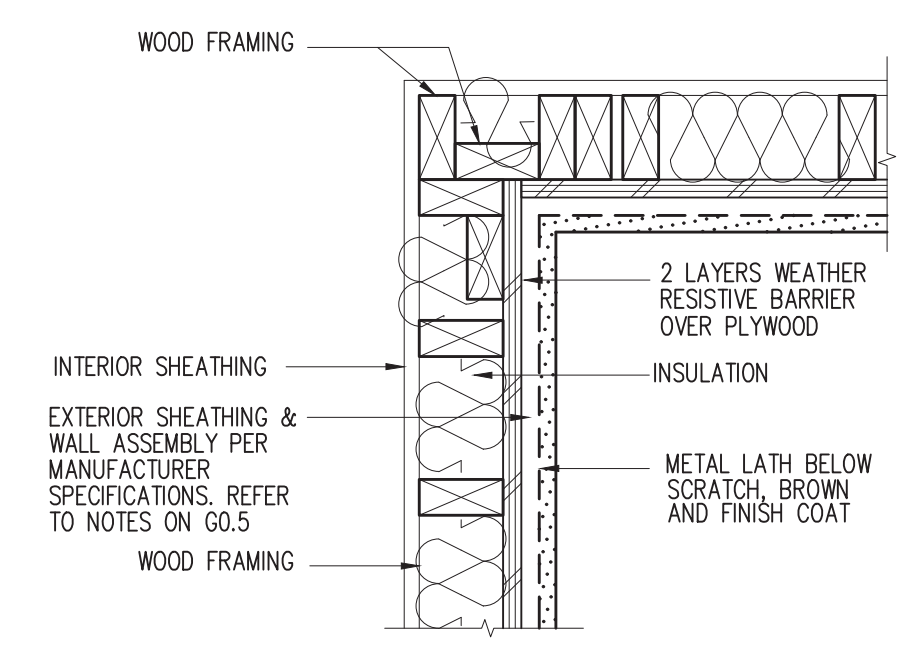 WOOD FRAMING
2 LAYERS WEATHER
RESISTIVE BARRIER
OVER PLYWOOD
INTERIOR SHEATHING
INSULATION
EXTERIOR SHEATHING &
WALL ASSEMBLY PER
MANUFACTURER
SPECIFICATIONS. REFER
TO NOTES ON G0.5
METAL LATH BELOW
SCRATCH, BROWN
AND FINISH COAT
WOOD FRAMING